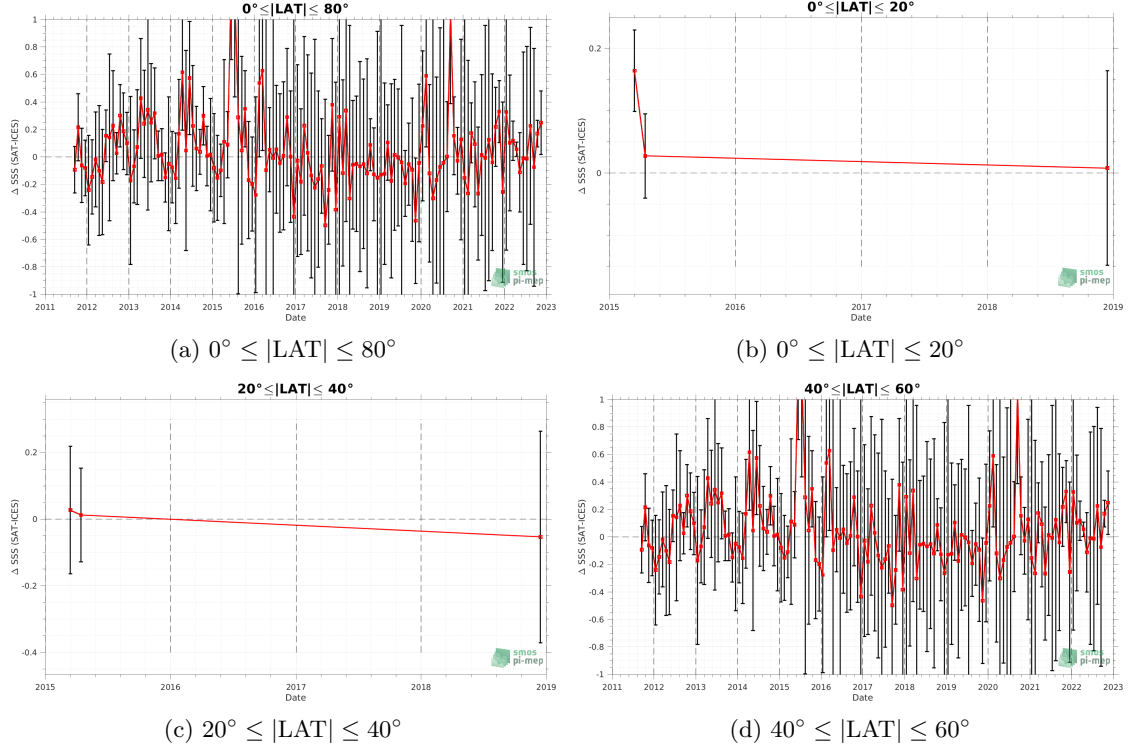 0°≤|LAT|≤ 80°
Δ SSS (SAT-ICES)
1
0.8
0.6
0.4
0.2
0
-0.2
-0.4
-0.6
-0.8
-1
2011 2012 2013 2014 2015 2016 2017 2018 2019 2020 2021 2022 2023
Date
smos
pi-mep
(a) 0° ≤ |LAT| ≤ 80°
0°≤|LAT|≤ 20°
Δ SSS (SAT-ICES)
0.2
0
2015 2016 2017 2018 2019
Date
smos
pi-mep
(b) 0° ≤ |LAT| ≤ 20°
20°≤|LAT|≤ 40°
Δ SSS (SAT-ICES)
0.2
0
-0.2
-0.4
2015 2016 2017 2018 2019
Date
smos
pi-mep
(c) 20° ≤ |LAT| ≤ 40°
40°≤|LAT|≤ 60°
Δ SSS (SAT-ICES)
1
0.8
0.6
0.4
0.2
0
-0.2
-0.4
-0.6
-0.8
-1
2011 2012 2013 2014 2015 2016 2017 2018 2019 2020 2021 2022 2023
Date
smos
pi-mep
(d) 40° ≤ |LAT| ≤ 60°